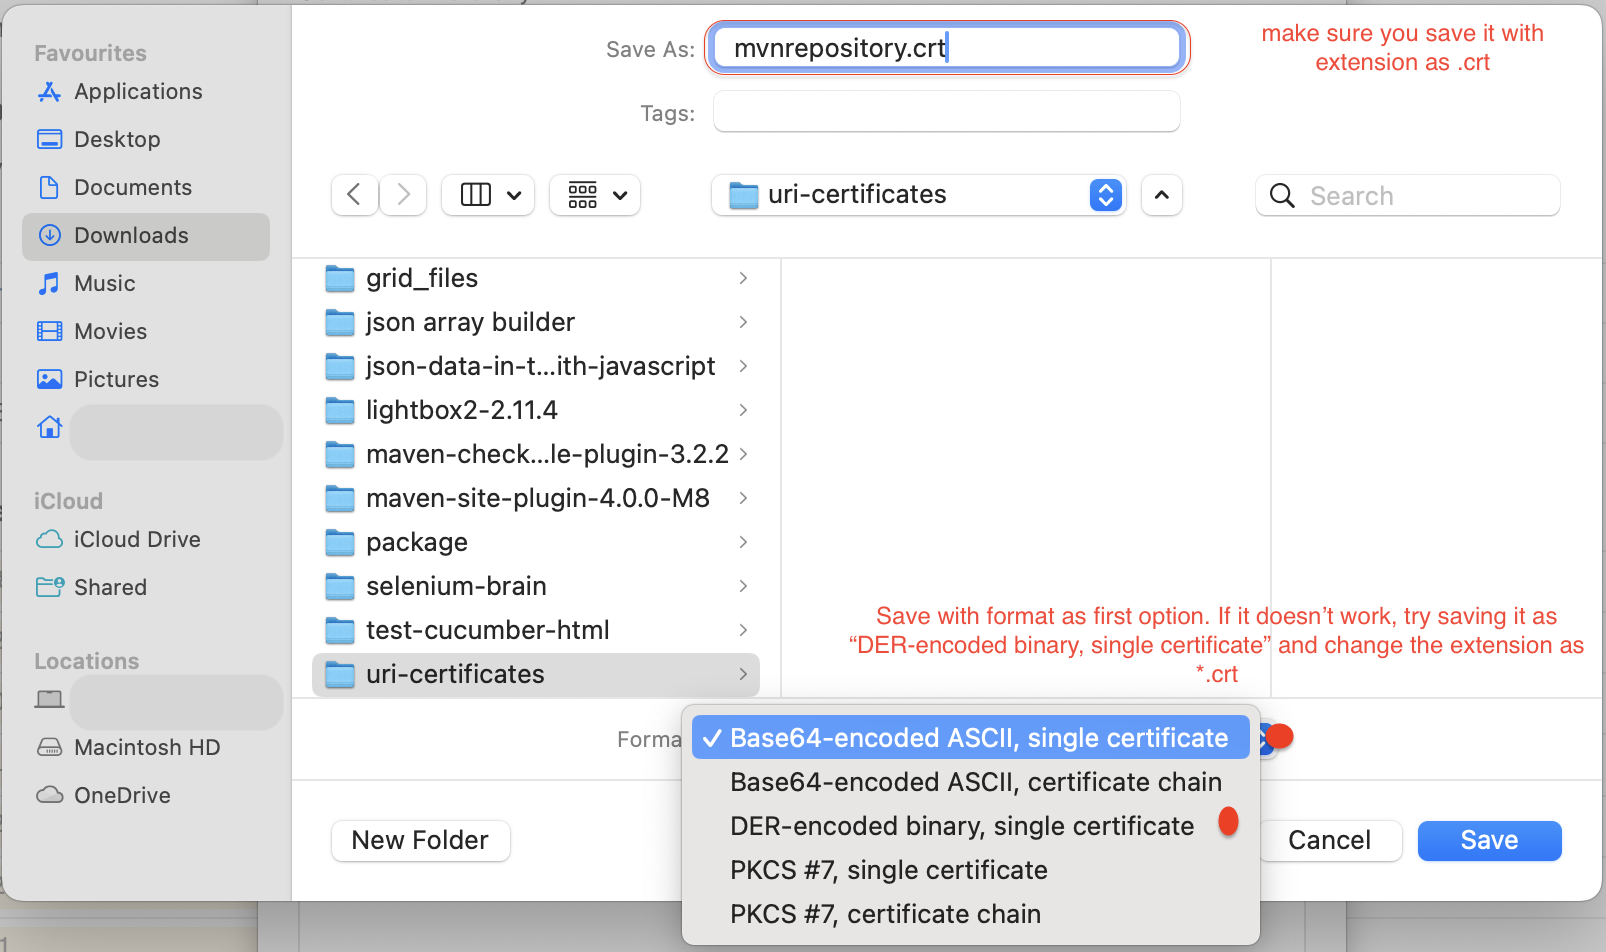 Favourites
Applications
Desktop
Documents
Downloads
Music
Movies
Pictures
iCloud
iCloud Drive
Shared
Locations
Macintosh HD
OneDrive
Save As: mvnrepository.crt
make sure you save it with
extension as .crt
Tags:
uri-certificates
Search
grid_files
json array builder
json-data-in-t...ith-javascript
lightbox2-2.11.4
maven-check...le-plugin-3.2.2
maven-site-plugin-4.0.0-M8
package
selenium-brain
test-cucumber-html
uri-certificates
Save with format as first option. If it doesn’t work, try saving it as
“DER-encoded binary, single certificate” and change the extension as
*.crt
Forma
Base64-encoded ASCII, single certificate
Base64-encoded ASCII, certificate chain
DER-encoded binary, single certificate
PKCS #7, single certificate
PKCS #7, certificate chain
New Folder
Cancel
Save